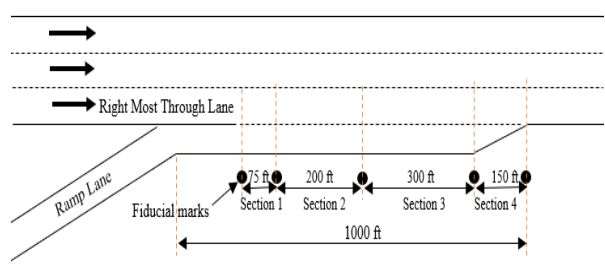 Right Most Through Lane
Ramp Lane
Fiducial marks
75 ft
200 ft
300 ft
150 ft
Section 1
Section 2
Section 3
Section 4
1000 ft